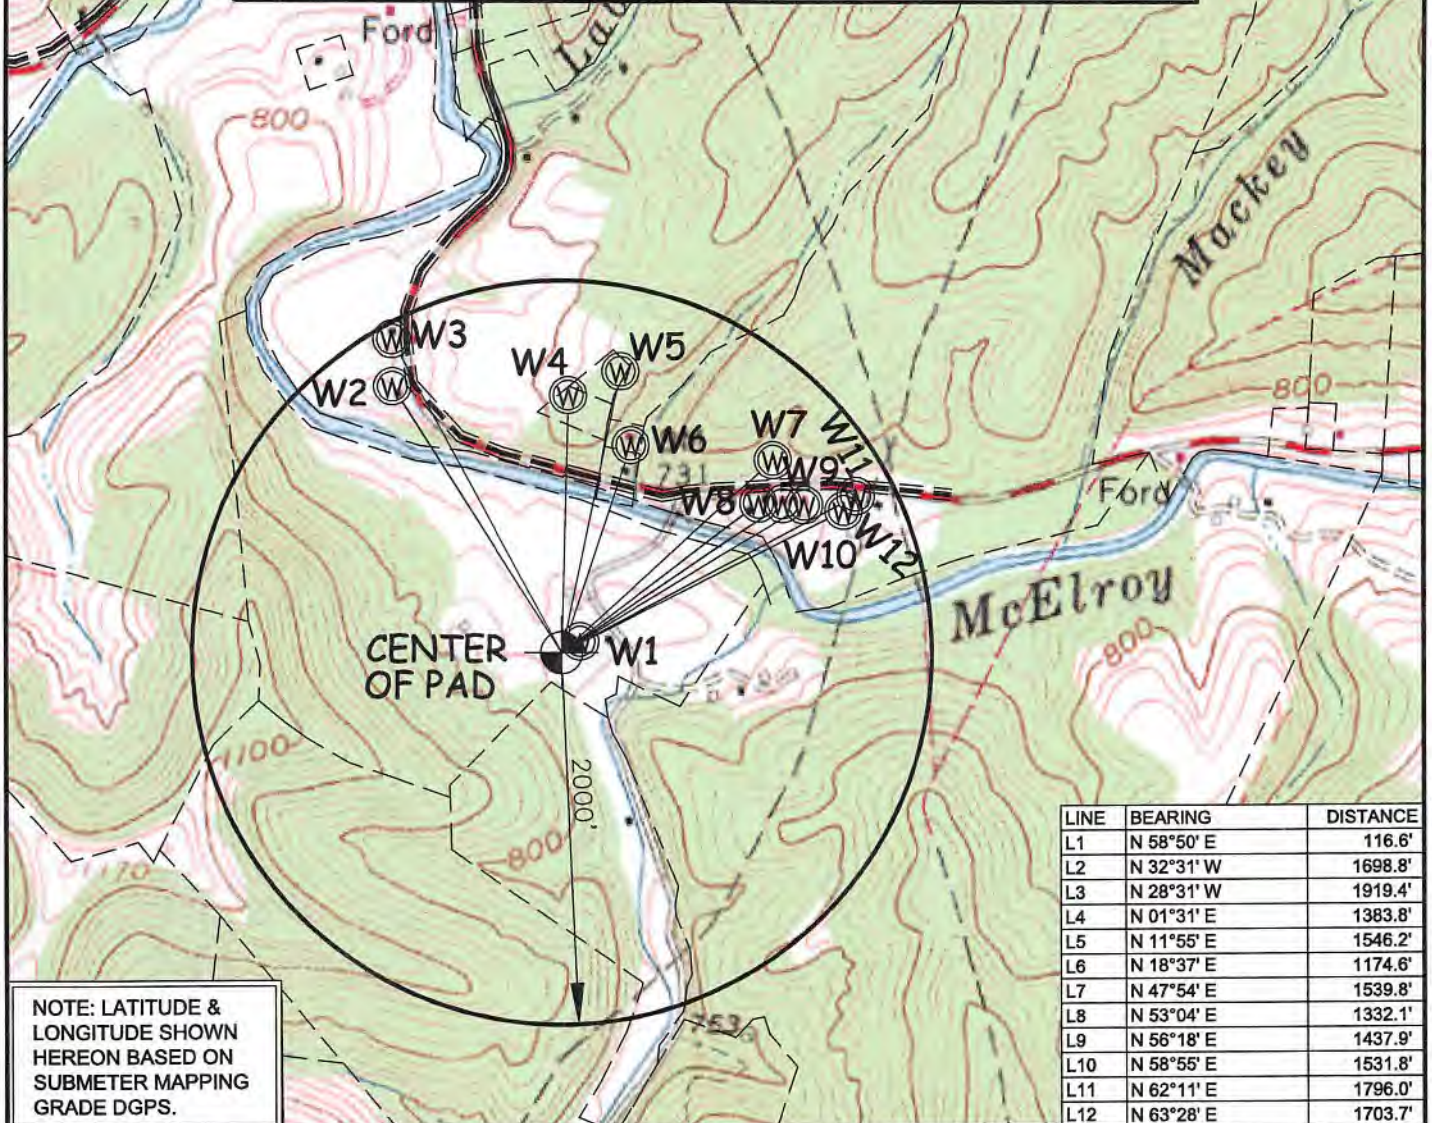 Ford
800
Mackey
W3
W2
W4
W5
W6
731
W7
W11
W9
W8
800
Ford
W10
W12
McElroy
800
CENTER
OF PAD
W1
1100
2000'
800
1170
753
LINE BEARING DISTANCE
L1 N 58°50' E 116.6'
L2 N 32°31' W 1698.8'
L3 N 28°31' W 1919.4'
L4 N 01°31' E 1383.8'
L5 N 11°55' E 1546.2'
L6 N 18°37' E 1174.6'
L7 N 47°54' E 1539.8'
L8 N 53°04' E 1332.1'
L9 N 56°18' E 1437.9'
L10 N 58°55' E 1531.8'
L11 N 62°11' E 1796.0'
L12 N 63°28' E 1703.7'
NOTE: LATITUDE &
LONGITUDE SHOWN
HEREON BASED ON
SUBMETER MAPPING
GRADE DGPS.